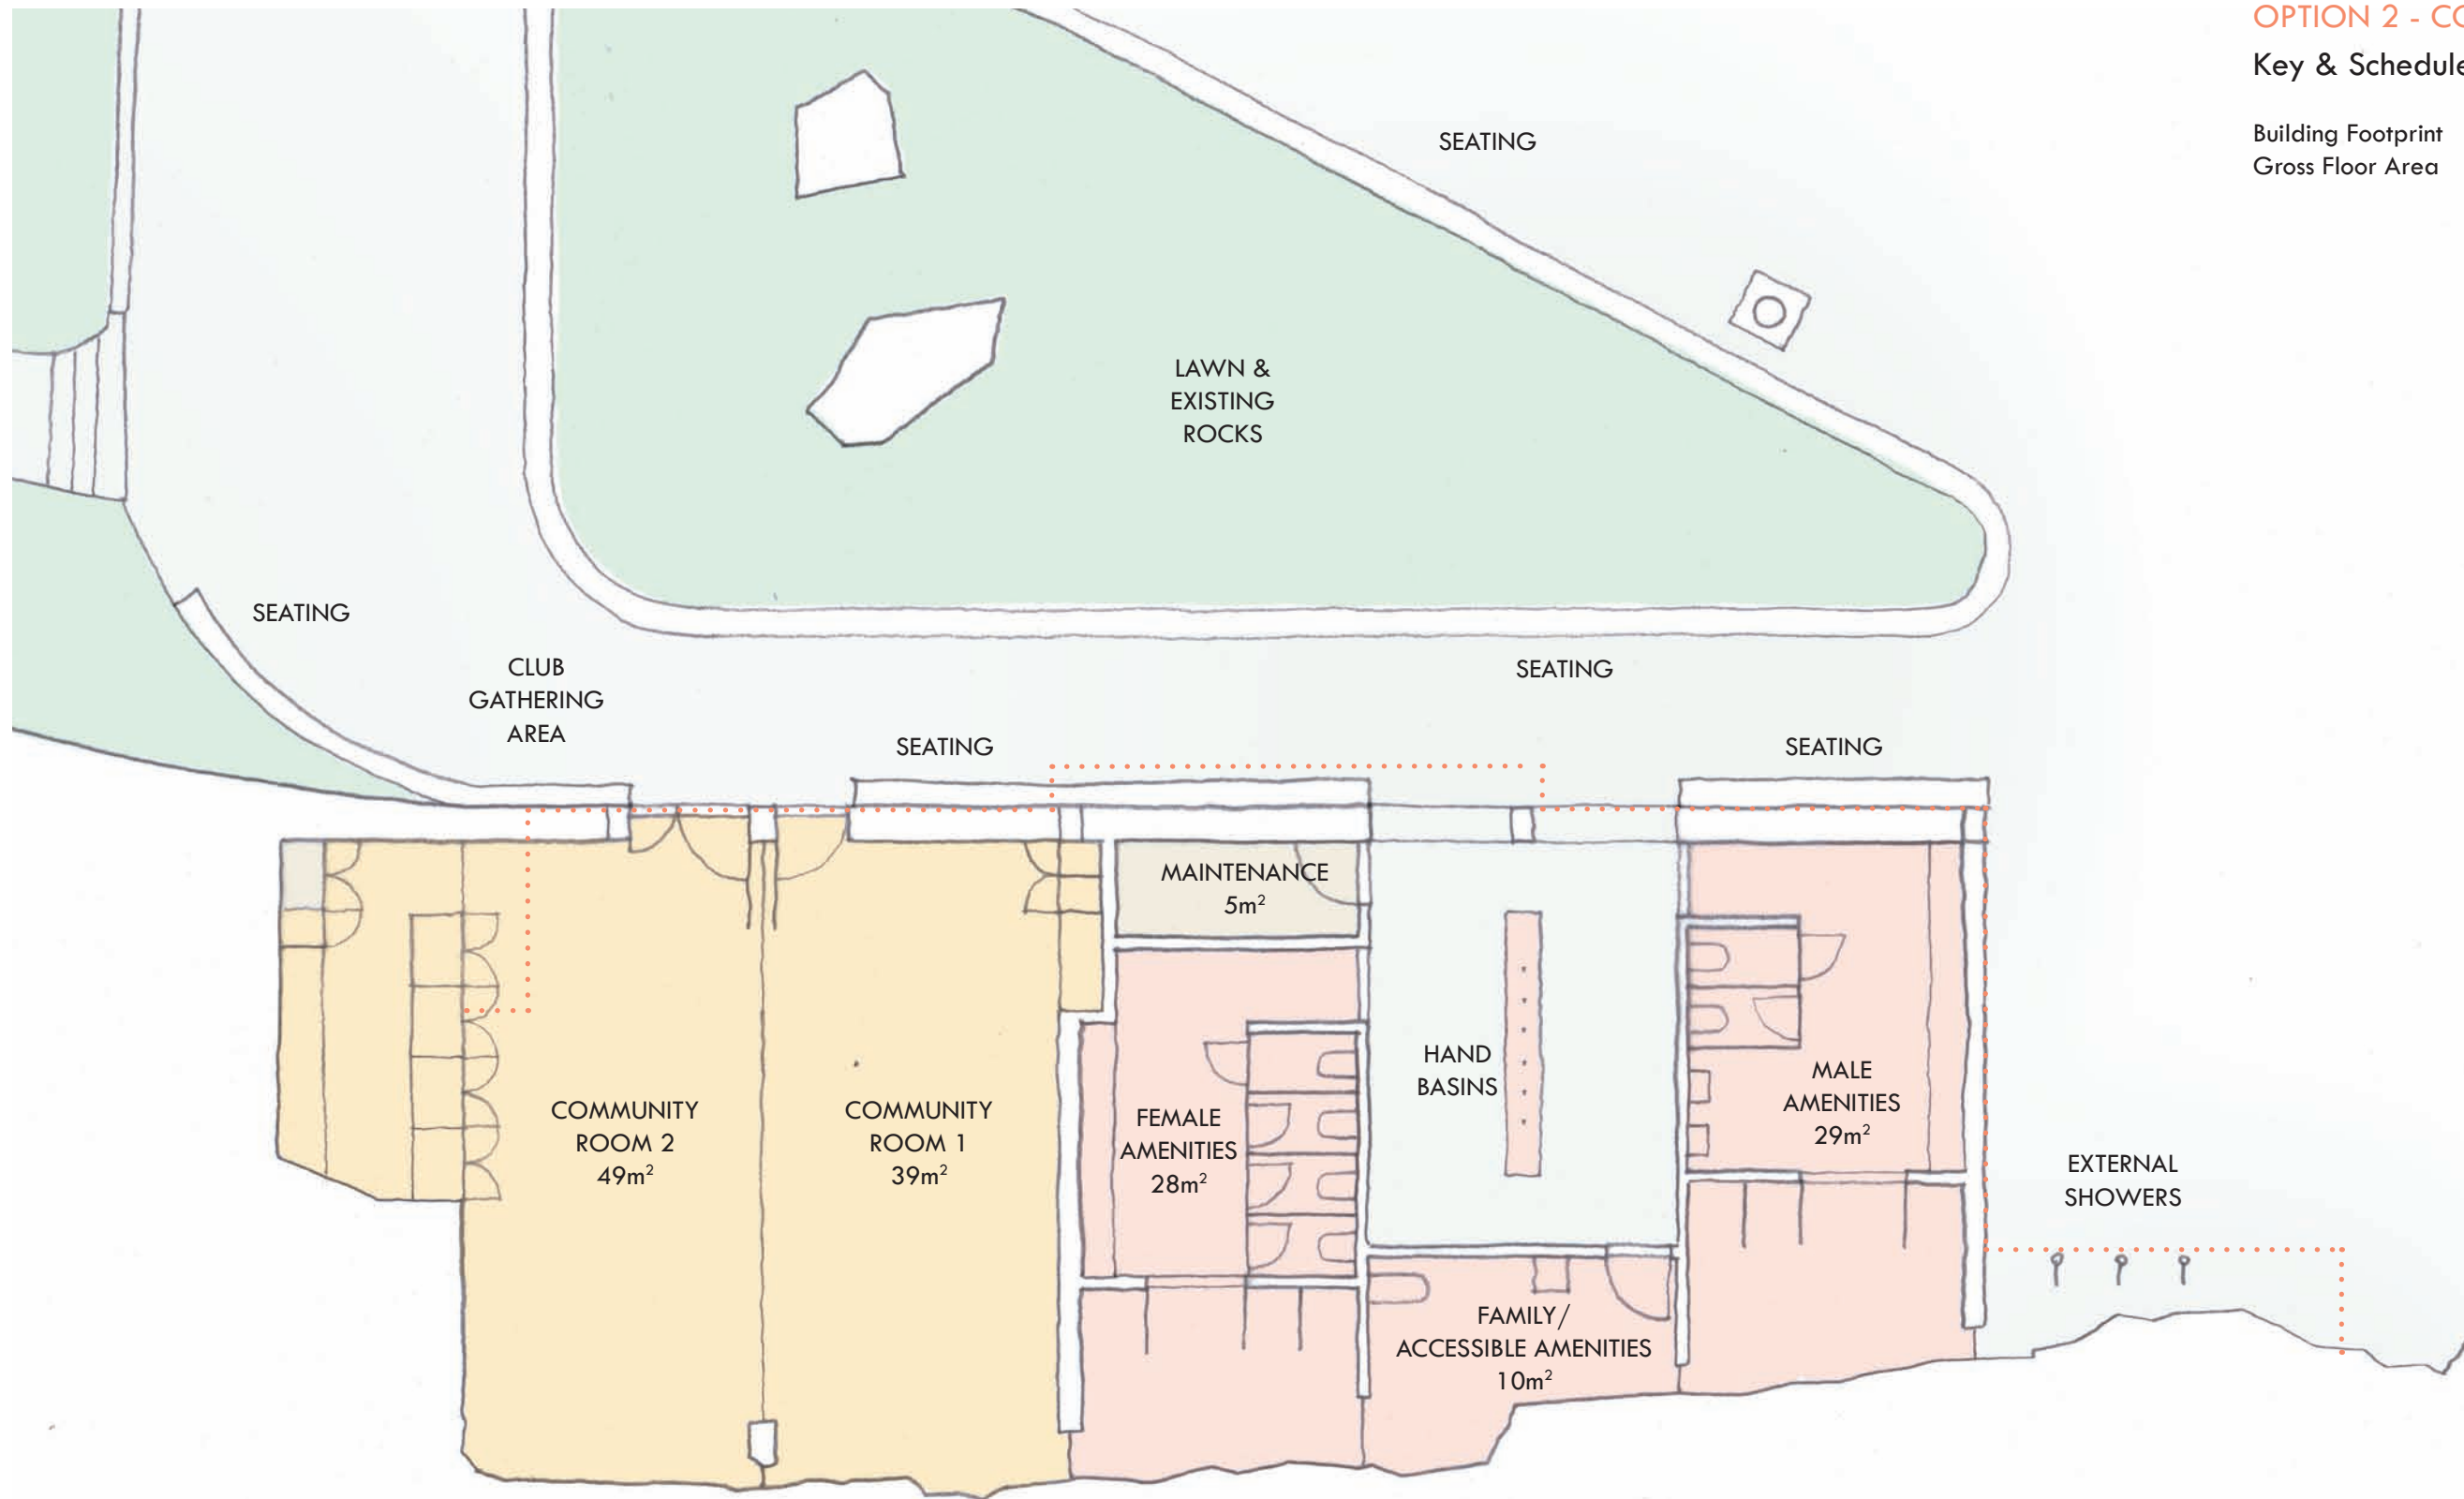 OPTION 2 - CO
Key & Schedule
Building Footprint
Gross Floor Area
SEATING
LAWN &
EXISTING
ROCKS
SEATING
CLUB
GATHERING
AREA
SEATING
SEATING
SEATING
MAINTENANCE
5m²
COMMUNITY
ROOM 2
49m²
COMMUNITY
ROOM 1
39m²
FEMALE
AMENITIES
28m²
HAND
BASINS
MALE
AMENITIES
29m²
EXTERNAL
SHOWERS
FAMILY/
ACCESSIBLE AMENITIES
10m²